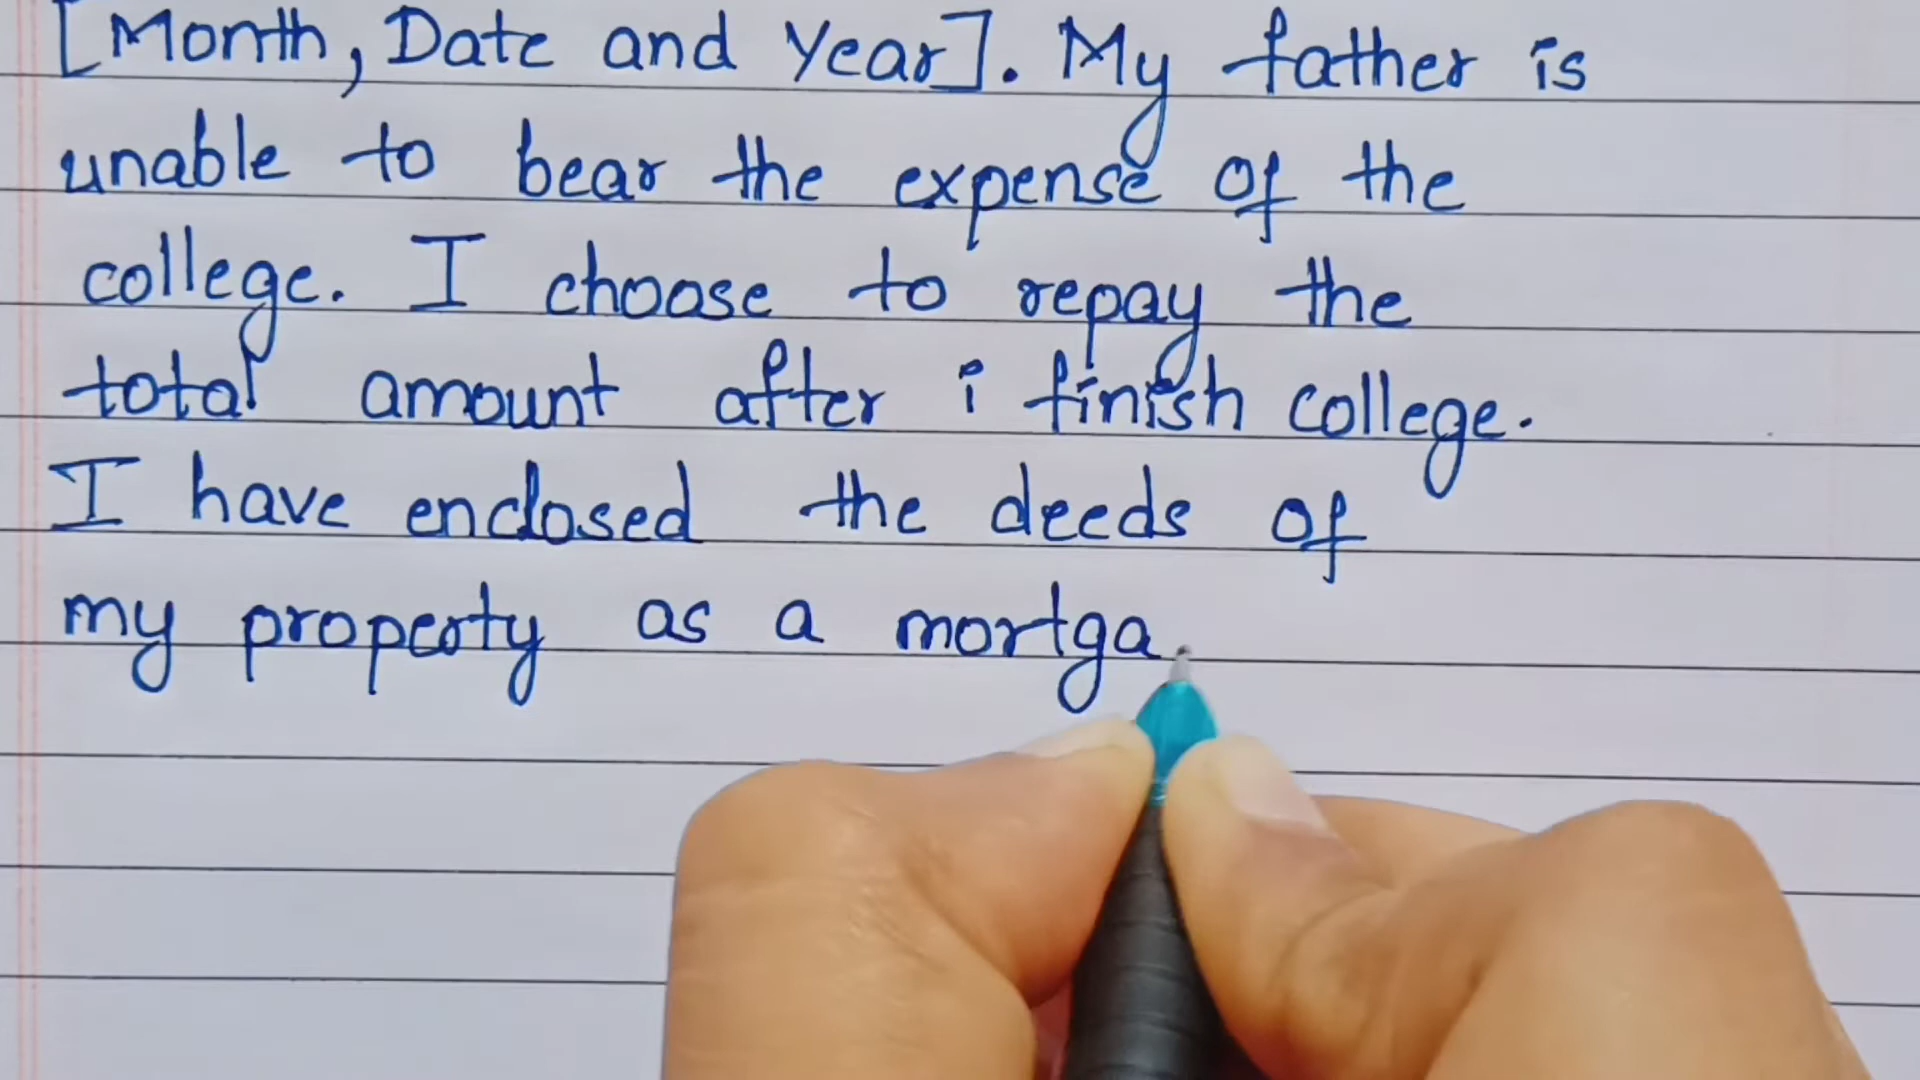 [Month, Date and Year]. My father is
unable to bear the expense of the
college. I choose to repay the
total amount after i finish college.
I have enclosed the deeds of
my property as a mortga